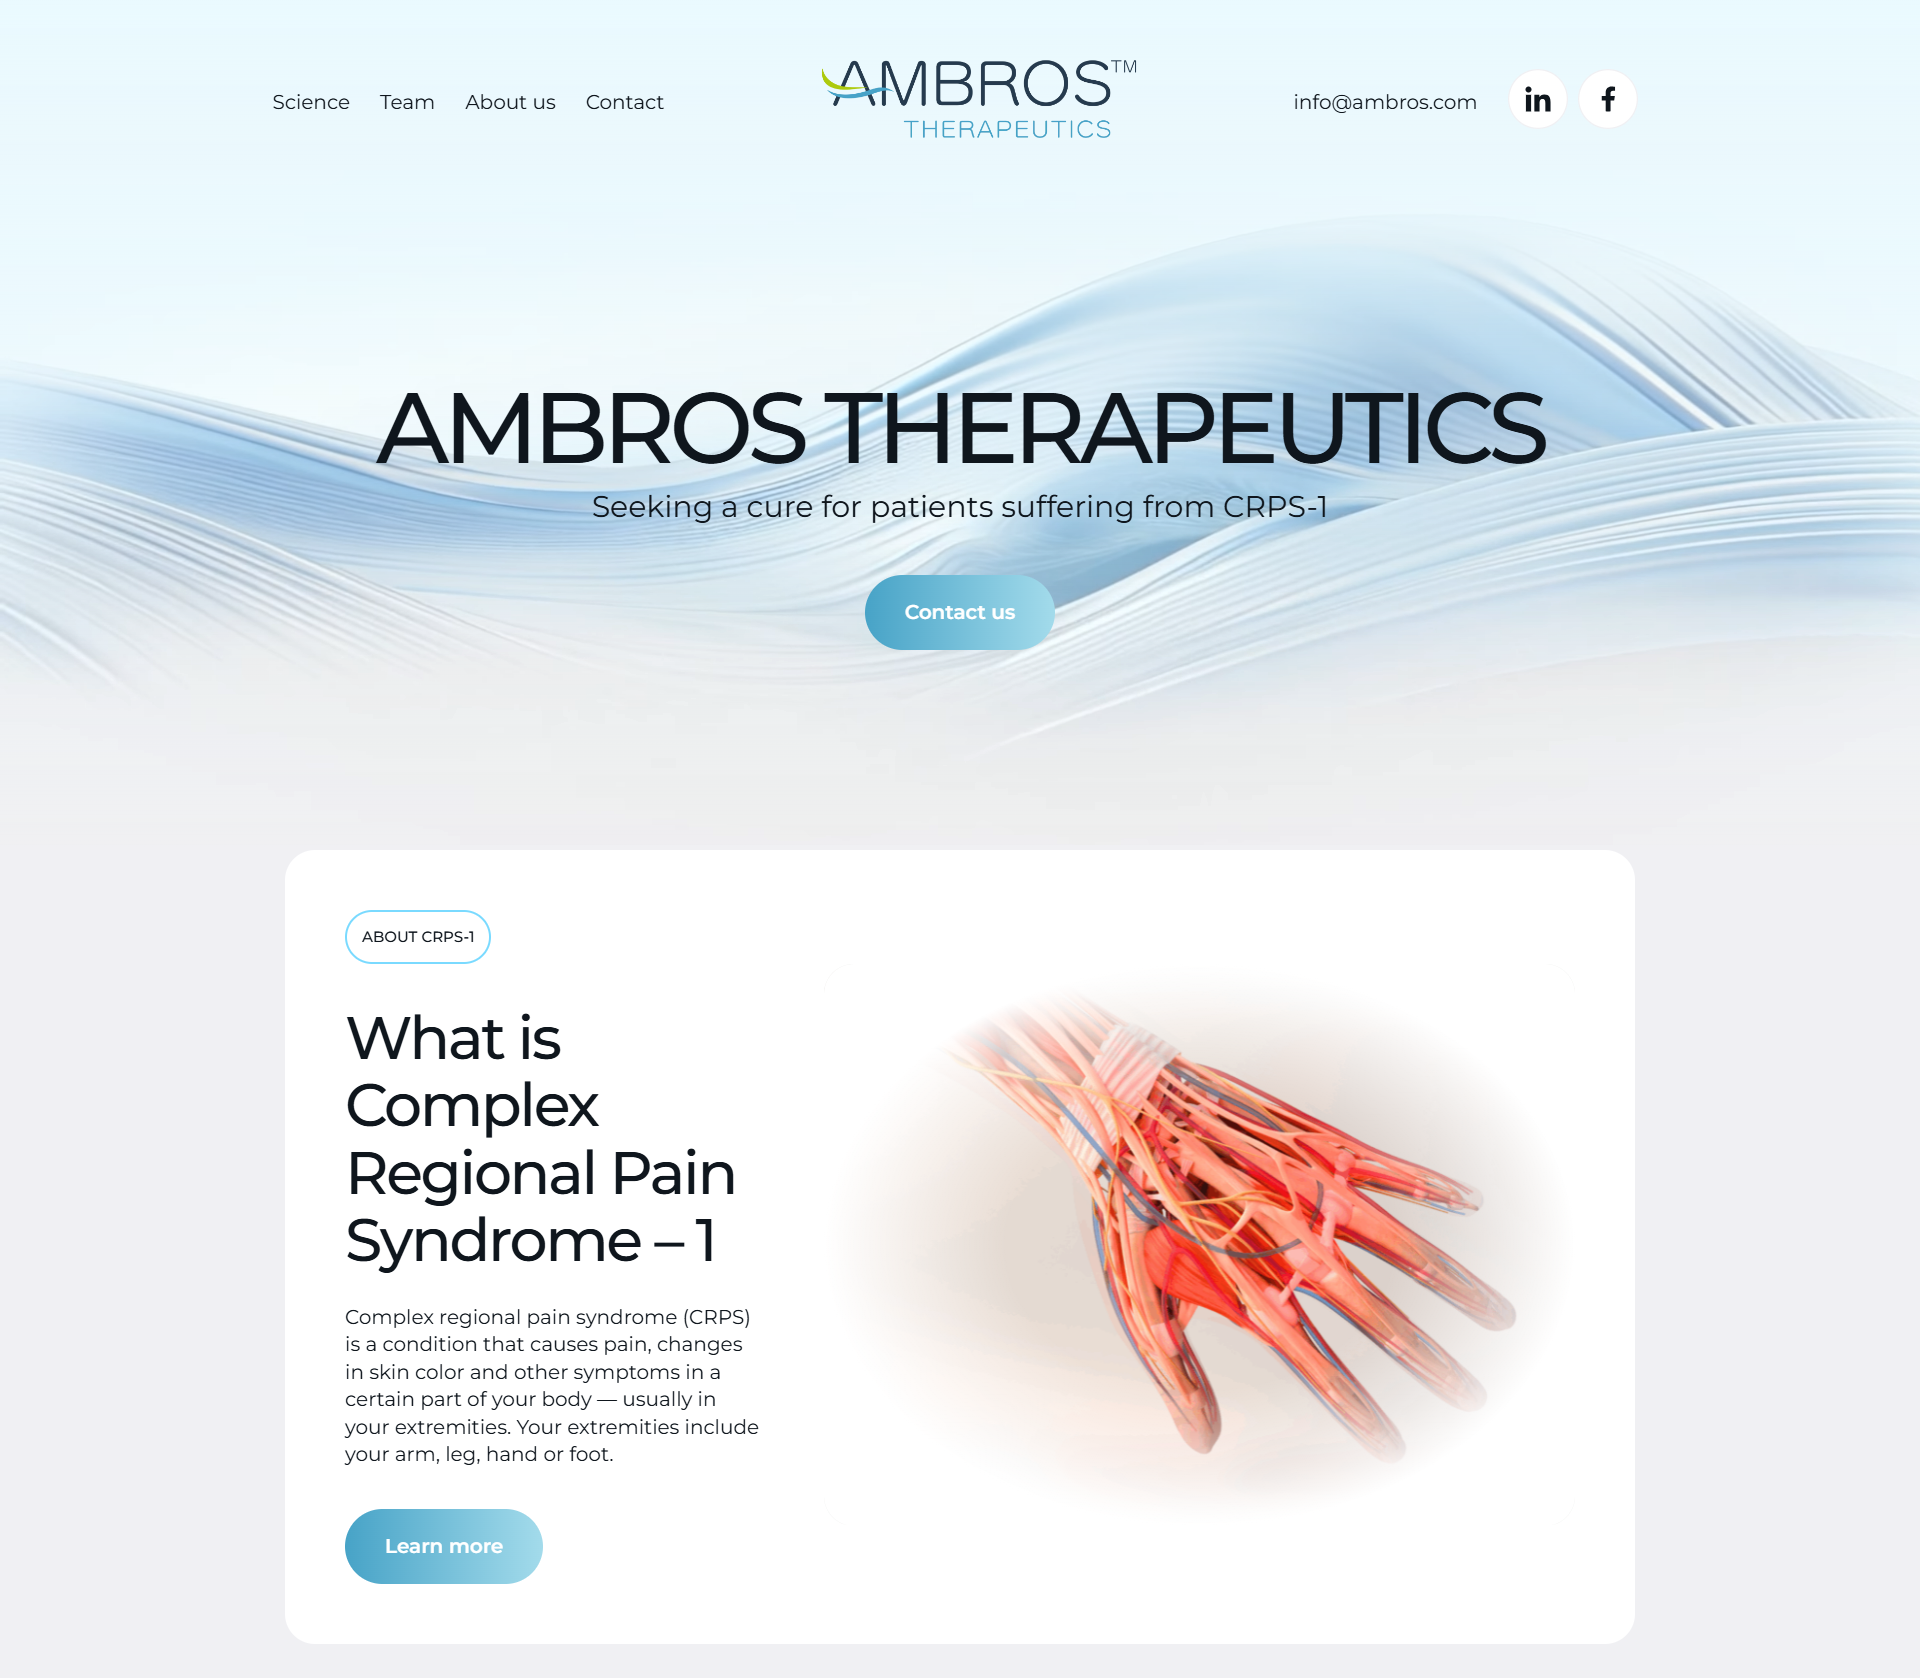 Science Team About us Contact
AMBROS™
THERAPEUTICS
info@ambros.com
in f
AMBROS THERAPEUTICS
Seeking a cure for patients suffering from CRPS-1
Contact us
ABOUT CRPS-1
What is
Complex
Regional Pain
Syndrome – 1
Complex regional pain syndrome (CRPS)
is a condition that causes pain, changes
in skin color and other symptoms in a
certain part of your body — usually in
your extremities. Your extremities include
your arm, leg, hand or foot.
Learn more